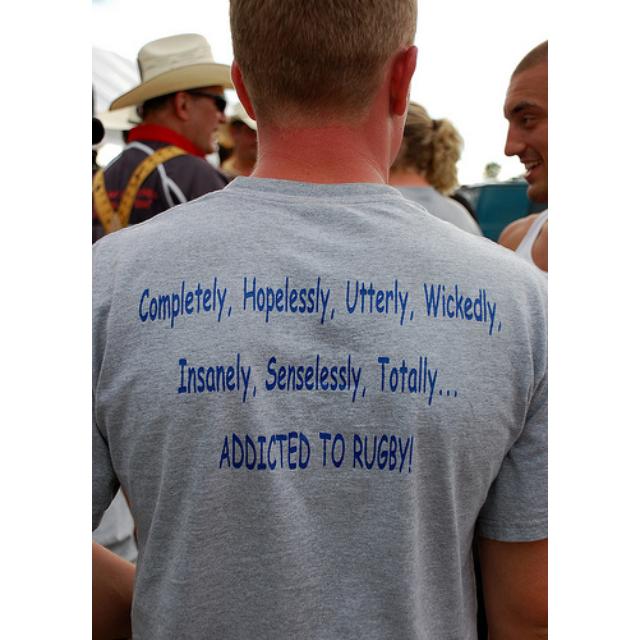 Completely, Hopelessly, Utterly, Wickedly,
Insanely, Senselessly, Totally...
ADDICTED TO RUGBY!